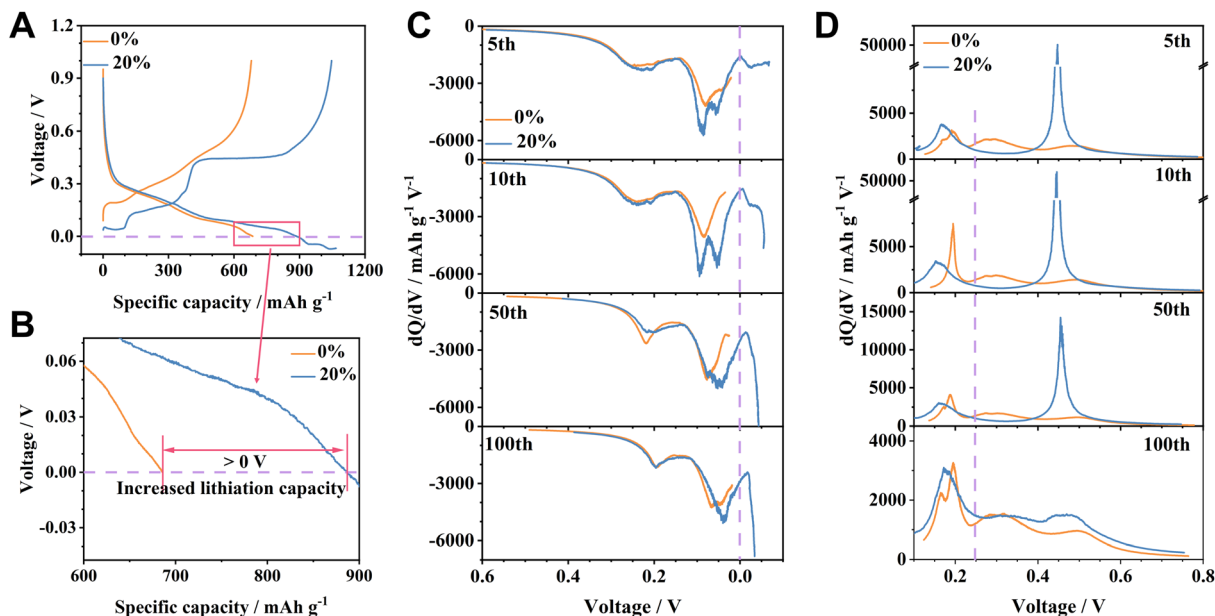 A
0%
20%
1.2
0.9
0.6
0.3
0.0
Voltage / V
0
300
600
900
1200
Specific capacity / mAh g-1
B
0%
20%
0.06
0.03
0.00
-0.03
Voltage / V
> 0 V
Increased lithiation capacity
600
700
800
900
Specific capacity / mAh g-1
C
5th
0%
20%
0
-3000
-6000
10th
0
-3000
-6000
50th
0
-3000
-6000
100th
0
-3000
-6000
dQ/dV / mAh g-1 V-1
0.6
0.4
0.2
0.0
Voltage / V
D
0%
20%
5th
50000
5000
0
10th
50000
5000
0
50th
15000
10000
5000
0
100th
4000
2000
0
dQ/dV / mAh g-1 V-1
0.2
0.4
0.6
0.8
Voltage / V